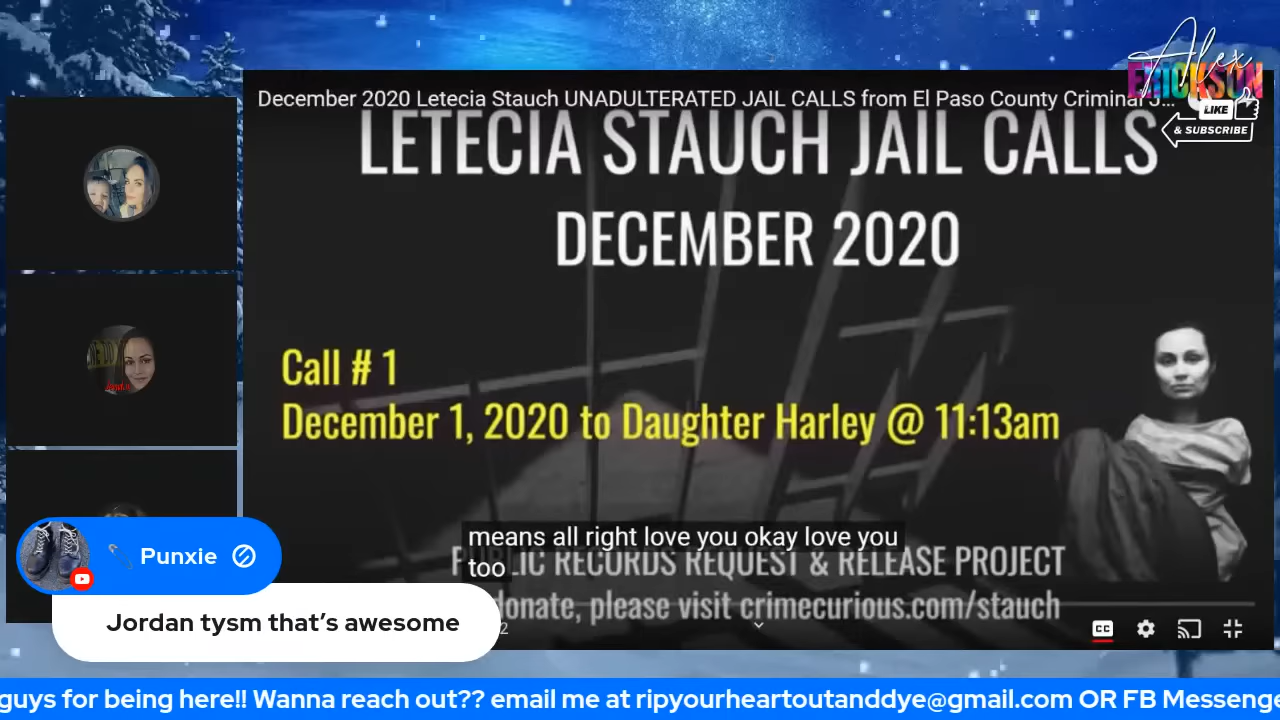 Alex
ERICKSON
LIKE
& SUBSCRIBE
December 2020 Letecia Stauch UNADULTERATED JAIL CALLS from El Paso County Criminal J...
LETECIA STAUCH JAIL CALLS
DECEMBER 2020
Call # 1
December 1, 2020 to Daughter Harley @ 11:13am
means all right love you okay love you
too
PUBLIC RECORDS REQUEST & RELEASE PROJECT
donate, please visit crimecurious.com/stauch
CC
Punxie
Jordan tysm that's awesome
guys for being here!! Wanna reach out?? email me at ripyourheartoutanddye@gmail.com OR FB Messenge